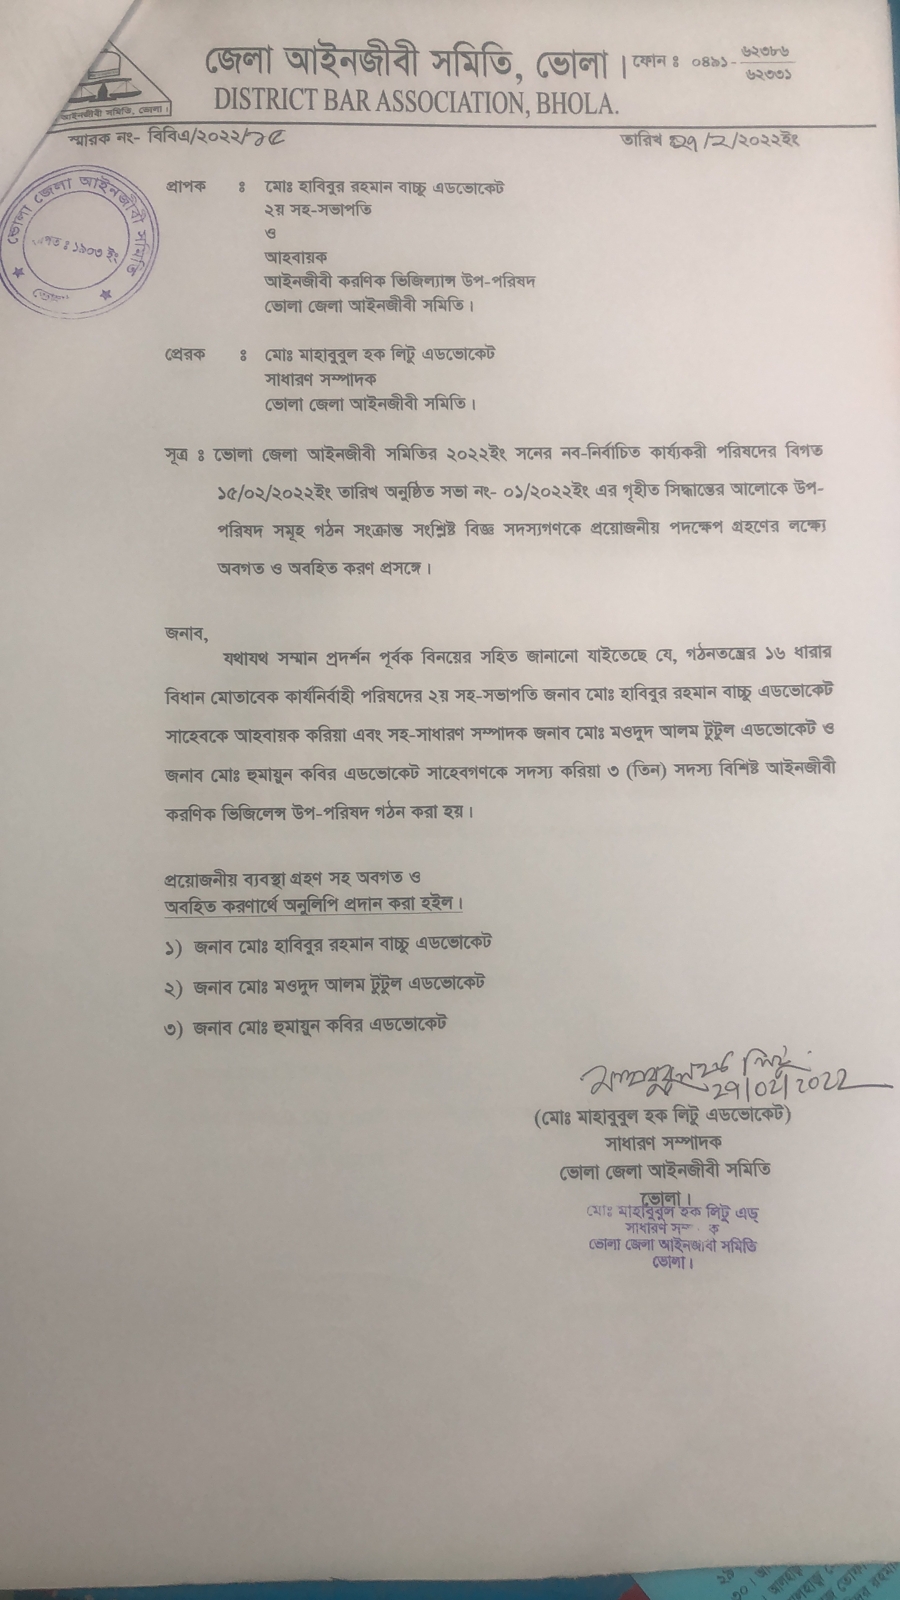 জেলা আইনজীবী সমিতি, ভোলা। ফোন ঃ ০৪৯১- ৬২৩৮৬
৬২৩৩১
DISTRICT BAR ASSOCIATION, BHOLA.
আইনজীবী সমিতি, ভোলা।
স্মারক নং- বিবিএ/২০২২/১৫
তারিখ ঃ২৭/২/২০২২ইং
ভোলা জেলা আইনজীবী সমিতি
ঃ ১৯০৩ ইং
প্রাপক ঃ মোঃ হাবিবুর রহমান বাচ্চু এডভোকেট
২য় সহ-সভাপতি
ও
আহবায়ক
আইনজীবী করণিক ভিজিল্যান্স উপ-পরিষদ
ভোলা জেলা আইনজীবী সমিতি।
প্রেরক ঃ মোঃ মাহাবুবুল হক লিটু এডভোকেট
সাধারণ সম্পাদক
ভোলা জেলা আইনজীবী সমিতি।
সূত্র ঃ ভোলা জেলা আইনজীবী সমিতির ২০২২ইং সনের নব-নির্বাচিত কার্য্যকরী পরিষদের বিগত
১৫/০২/২০২২ইং তারিখ অনুষ্ঠিত সভা নং- ০১/২০২২ইং এর গৃহীত সিদ্ধান্তের আলোকে উপ-
পরিষদ সমূহ গঠন সংক্রান্ত সংশ্লিষ্ট বিজ্ঞ সদস্যগণকে প্রয়োজনীয় পদক্ষেপ গ্রহণের লক্ষ্যে
অবগত ও অবহিত করণ প্রসঙ্গে।
জনাব,
যথাযথ সম্মান প্রদর্শন পূর্বক বিনয়ের সহিত জানানো যাইতেছে যে, গঠনতন্ত্রের ১৬ ধারার
বিধান মোতাবেক কার্যনির্বাহী পরিষদের ২য় সহ-সভাপতি জনাব মোঃ হাবিবুর রহমান বাচ্চু এডভোকেট
সাহেবকে আহবায়ক করিয়া এবং সহ-সাধারণ সম্পাদক জনাব মোঃ মওদুদ আলম টুটুল এডভোকেট ও
জনাব মোঃ হুমায়ুন কবির এডভোকেট সাহেবগণকে সদস্য করিয়া ৩ (তিন) সদস্য বিশিষ্ট আইনজীবী
করণিক ভিজিলেন্স উপ-পরিষদ গঠন করা হয়।
প্রয়োজনীয় ব্যবস্থা গ্রহণ সহ অবগত ও
অবহিত করণার্থে অনুলিপি প্রদান করা হইল।
১) জনাব মোঃ হাবিবুর রহমান বাচ্চু এডভোকেট
২) জনাব মোঃ মওদুদ আলম টুটুল এডভোকেট
৩) জনাব মোঃ হুমায়ুন কবির এডভোকেট
২৭/০২/২০২২
(মোঃ মাহাবুবুল হক লিটু এডভোকেট)
সাধারণ সম্পাদক
ভোলা জেলা আইনজীবী সমিতি
ভোলা।
মোঃ মাহাবুবুল হক লিটু এড্
সাধারণ
ভোলা জেলা আইনজীবী সমিতি
ভোলা।